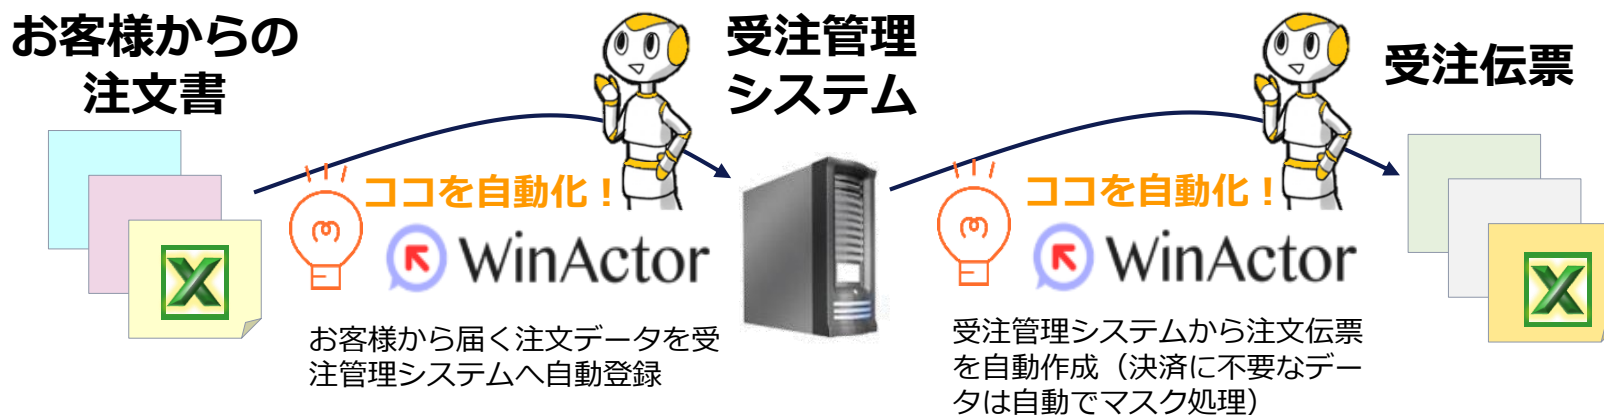 お客様からの
注文書
ココを自動化！
WinActor
お客様から届く注文データを受
注管理システムへ自動登録
受注管理
システム
ココを自動化！
WinActor
受注管理システムから注文伝票
を自動作成（決済に不要なデー
タは自動でマスク処理）
受注伝票